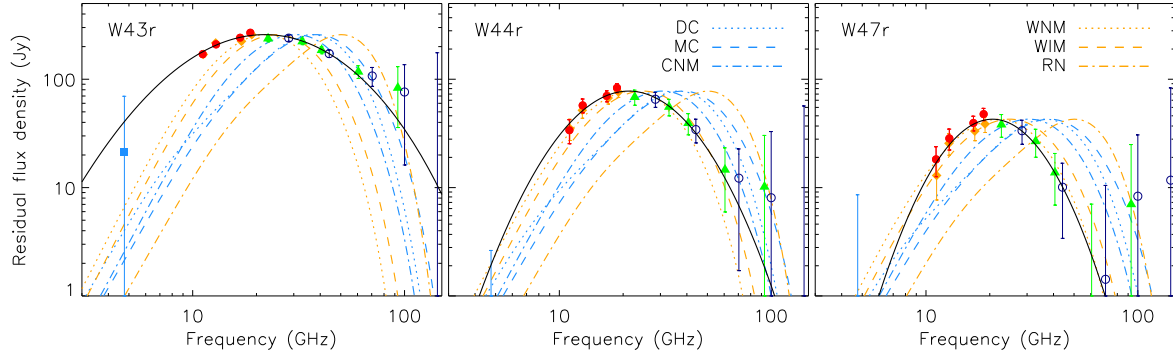 W43r
W44r
DC
MC
CNM
W47r
WNM
WIM
RN
Residual flux density (Jy)
100
10
1
10
100
10
100
10
100
Frequency (GHz)
Frequency (GHz)
Frequency (GHz)